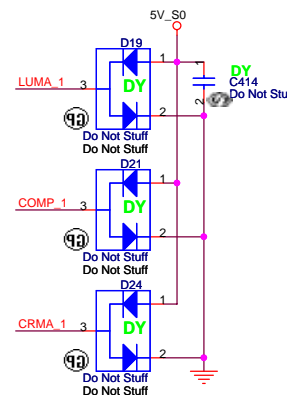 5V_S0
D19
LUMA_1
3
DY
1
2
Do Not Stuff
Do Not Stuff
1
DY
C414
2
Do Not Stu
D21
COMP_1
3
DY
1
2
Do Not Stuff
Do Not Stuff
D24
CRMA_1
3
DY
1
2
Do Not Stuff
Do Not Stuff